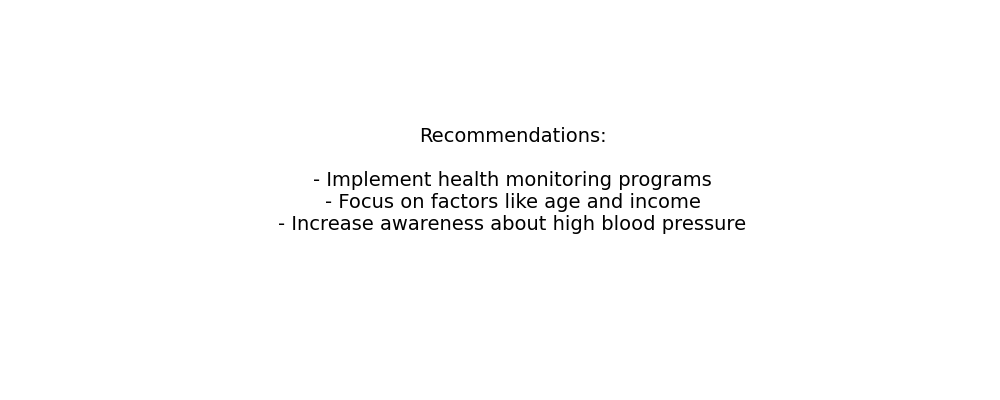 Recommendations:
- Implement health monitoring programs
- Focus on factors like age and income
- Increase awareness about high blood pressure